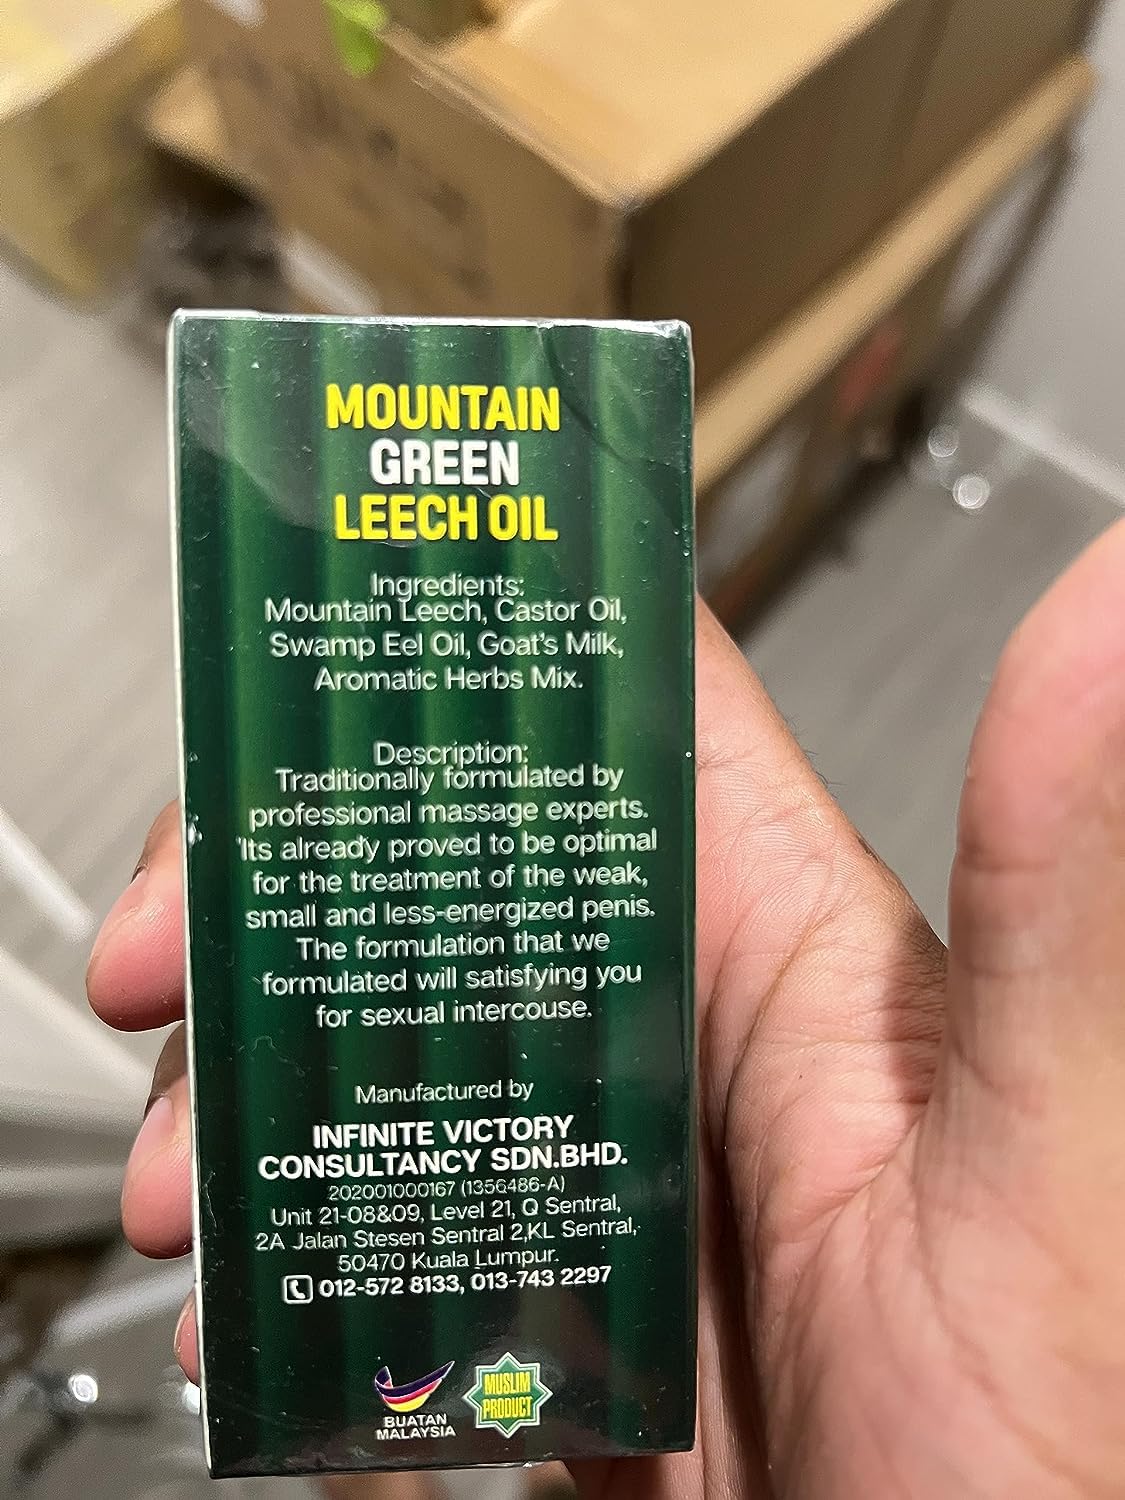 MOUNTAIN
GREEN
LEECH OIL
Ingredients:
Mountain Leech, Castor Oil,
Swamp Eel Oil, Goat's Milk,
Aromatic Herbs Mix.
Description:
Traditionally formulated by
professional massage experts.
'Its already proved to be optimal
for the treatment of the weak,
small and less-energized penis.
The formulation that we
formulated will satisfying you
for sexual intercouse.
Manufactured by
INFINITE VICTORY
CONSULTANCY SDN.BHD.
202001000167 (1356486-A)
Unit 21-08&09, Level 21, Q Sentral,
2A Jalan Stesen Sentral 2,KL Sentral,
50470 Kuala Lumpur.
012-572 8133, 013-743 2297
BUATAN
MALAYSIA
MUSLIM
PRODUCT